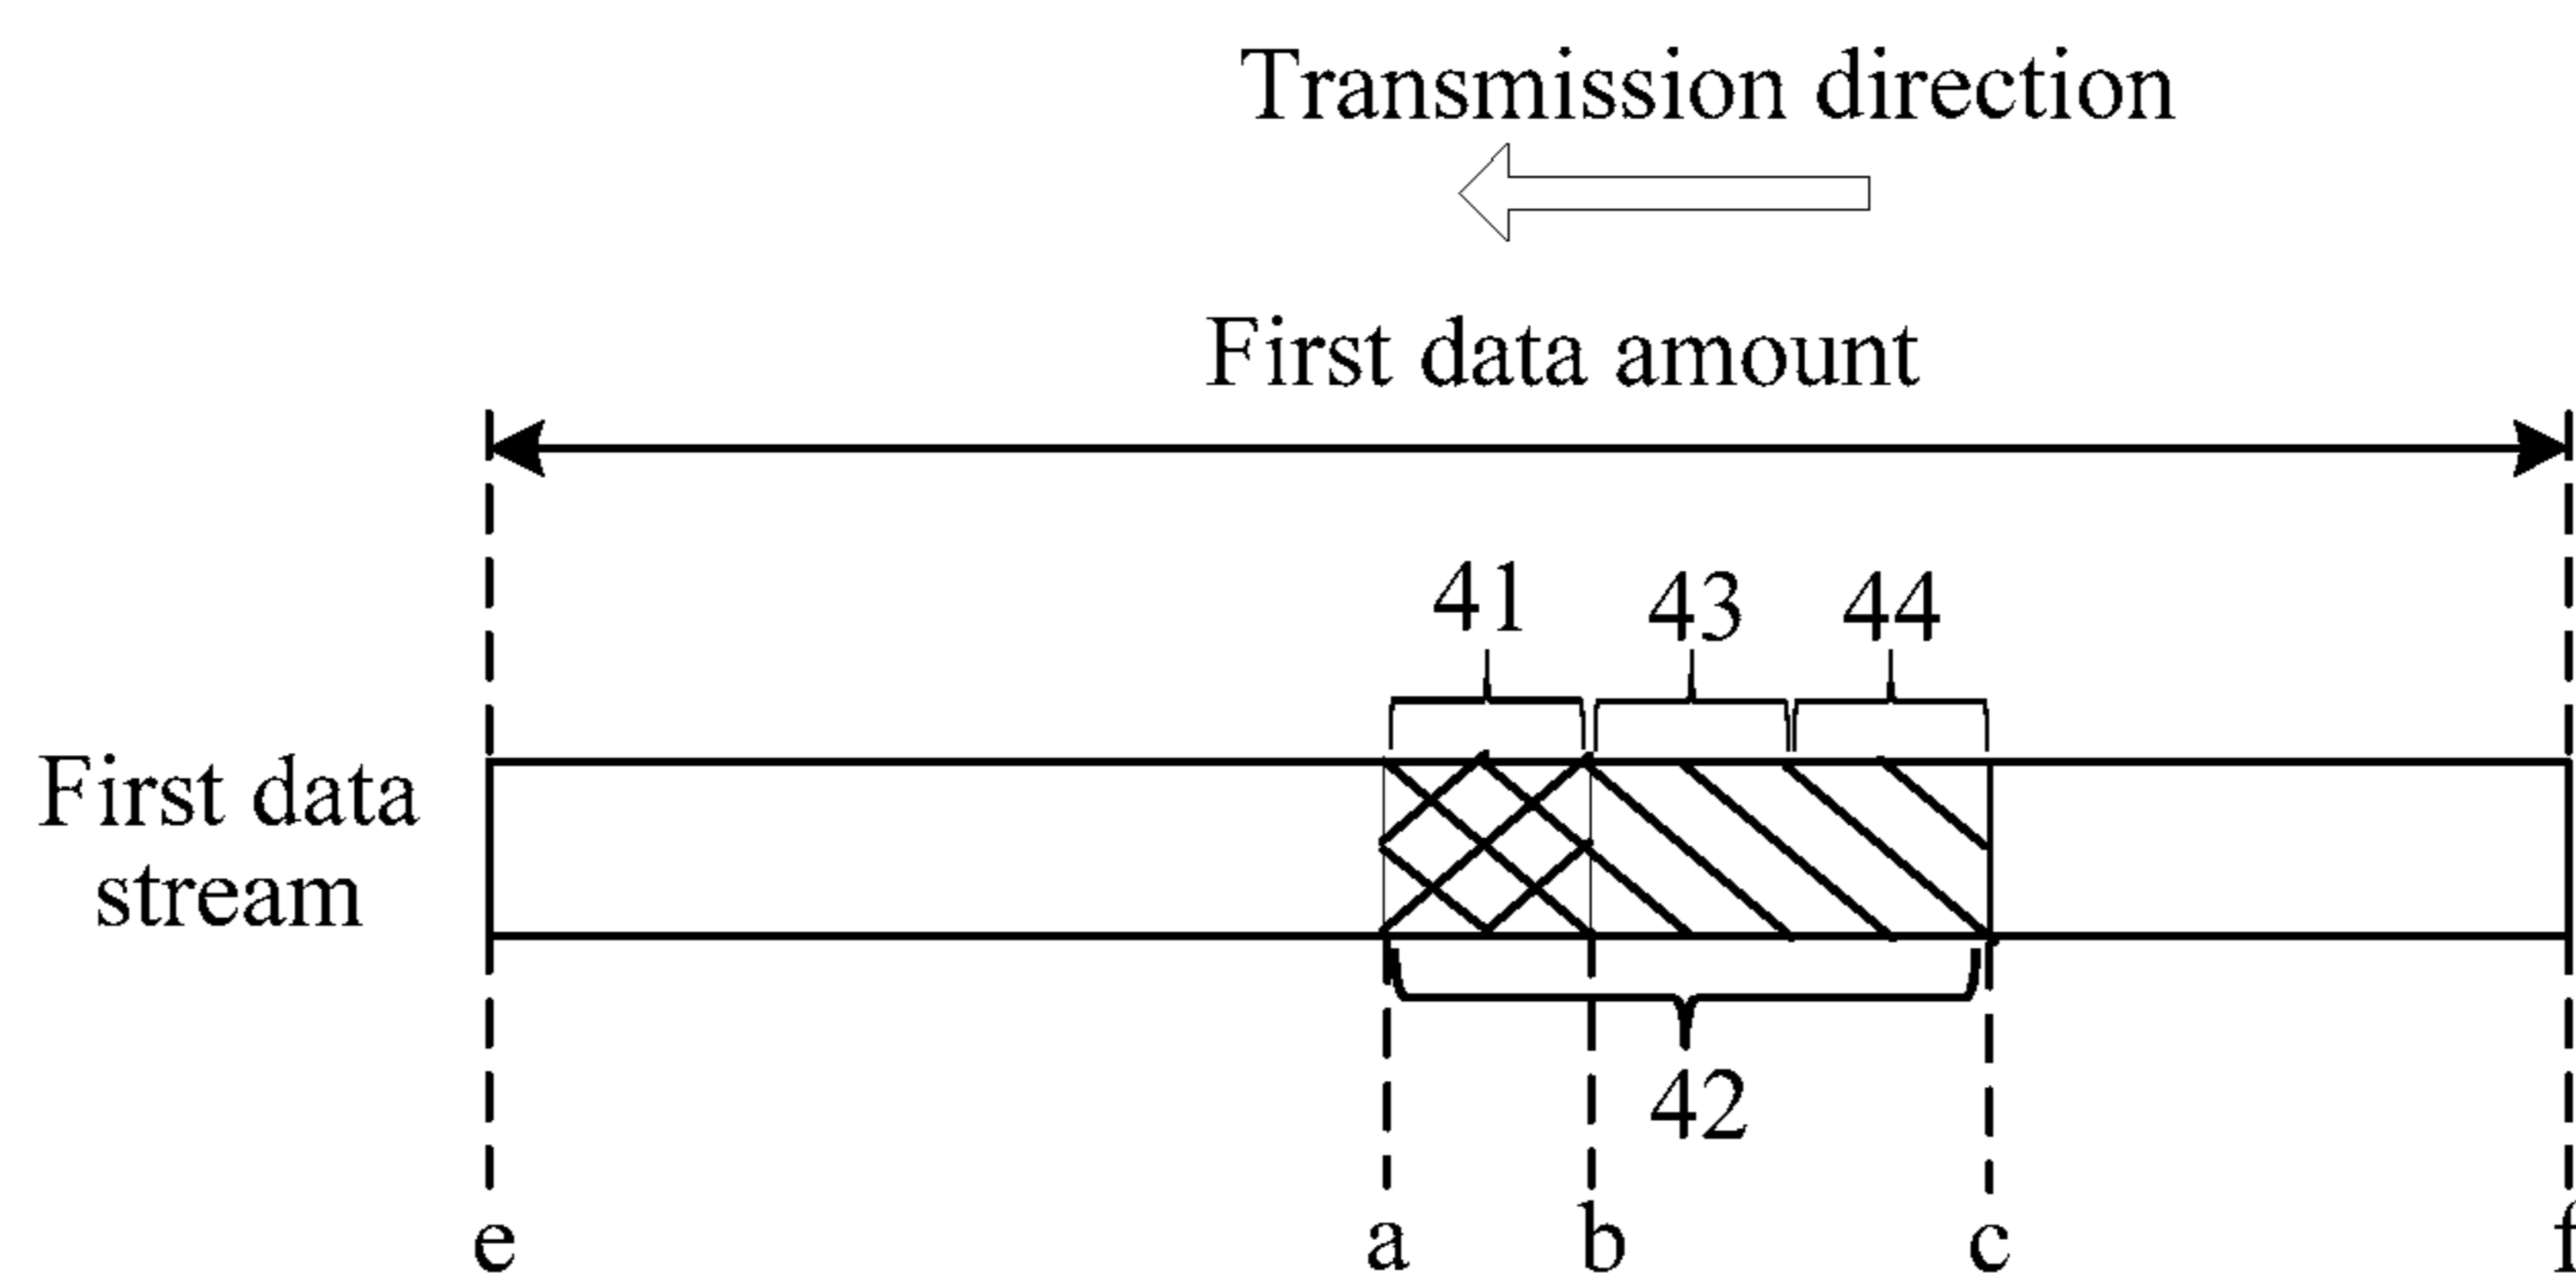 Transmission direction
First data amount
41
43
44
First data
stream
42
e
a
b
c
f